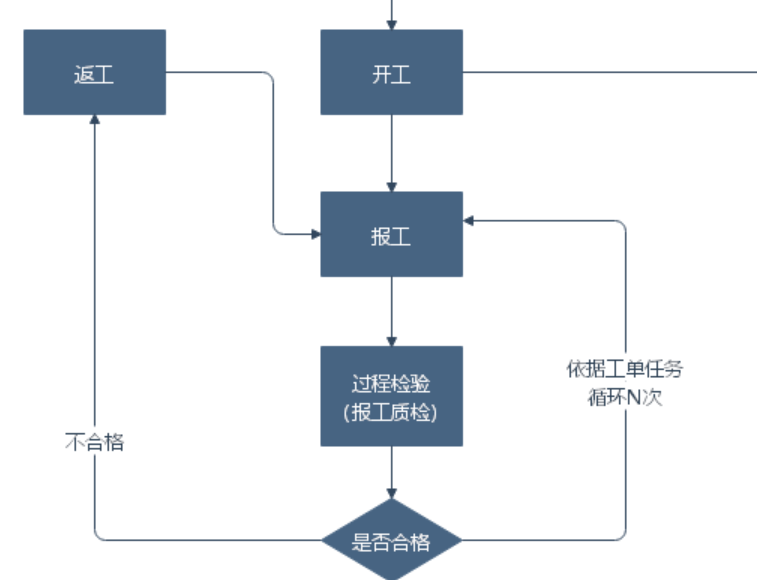 返工
开工
报工
过程检验
(报工质检)
依据工单任务
循环N次
不合格
是否合格